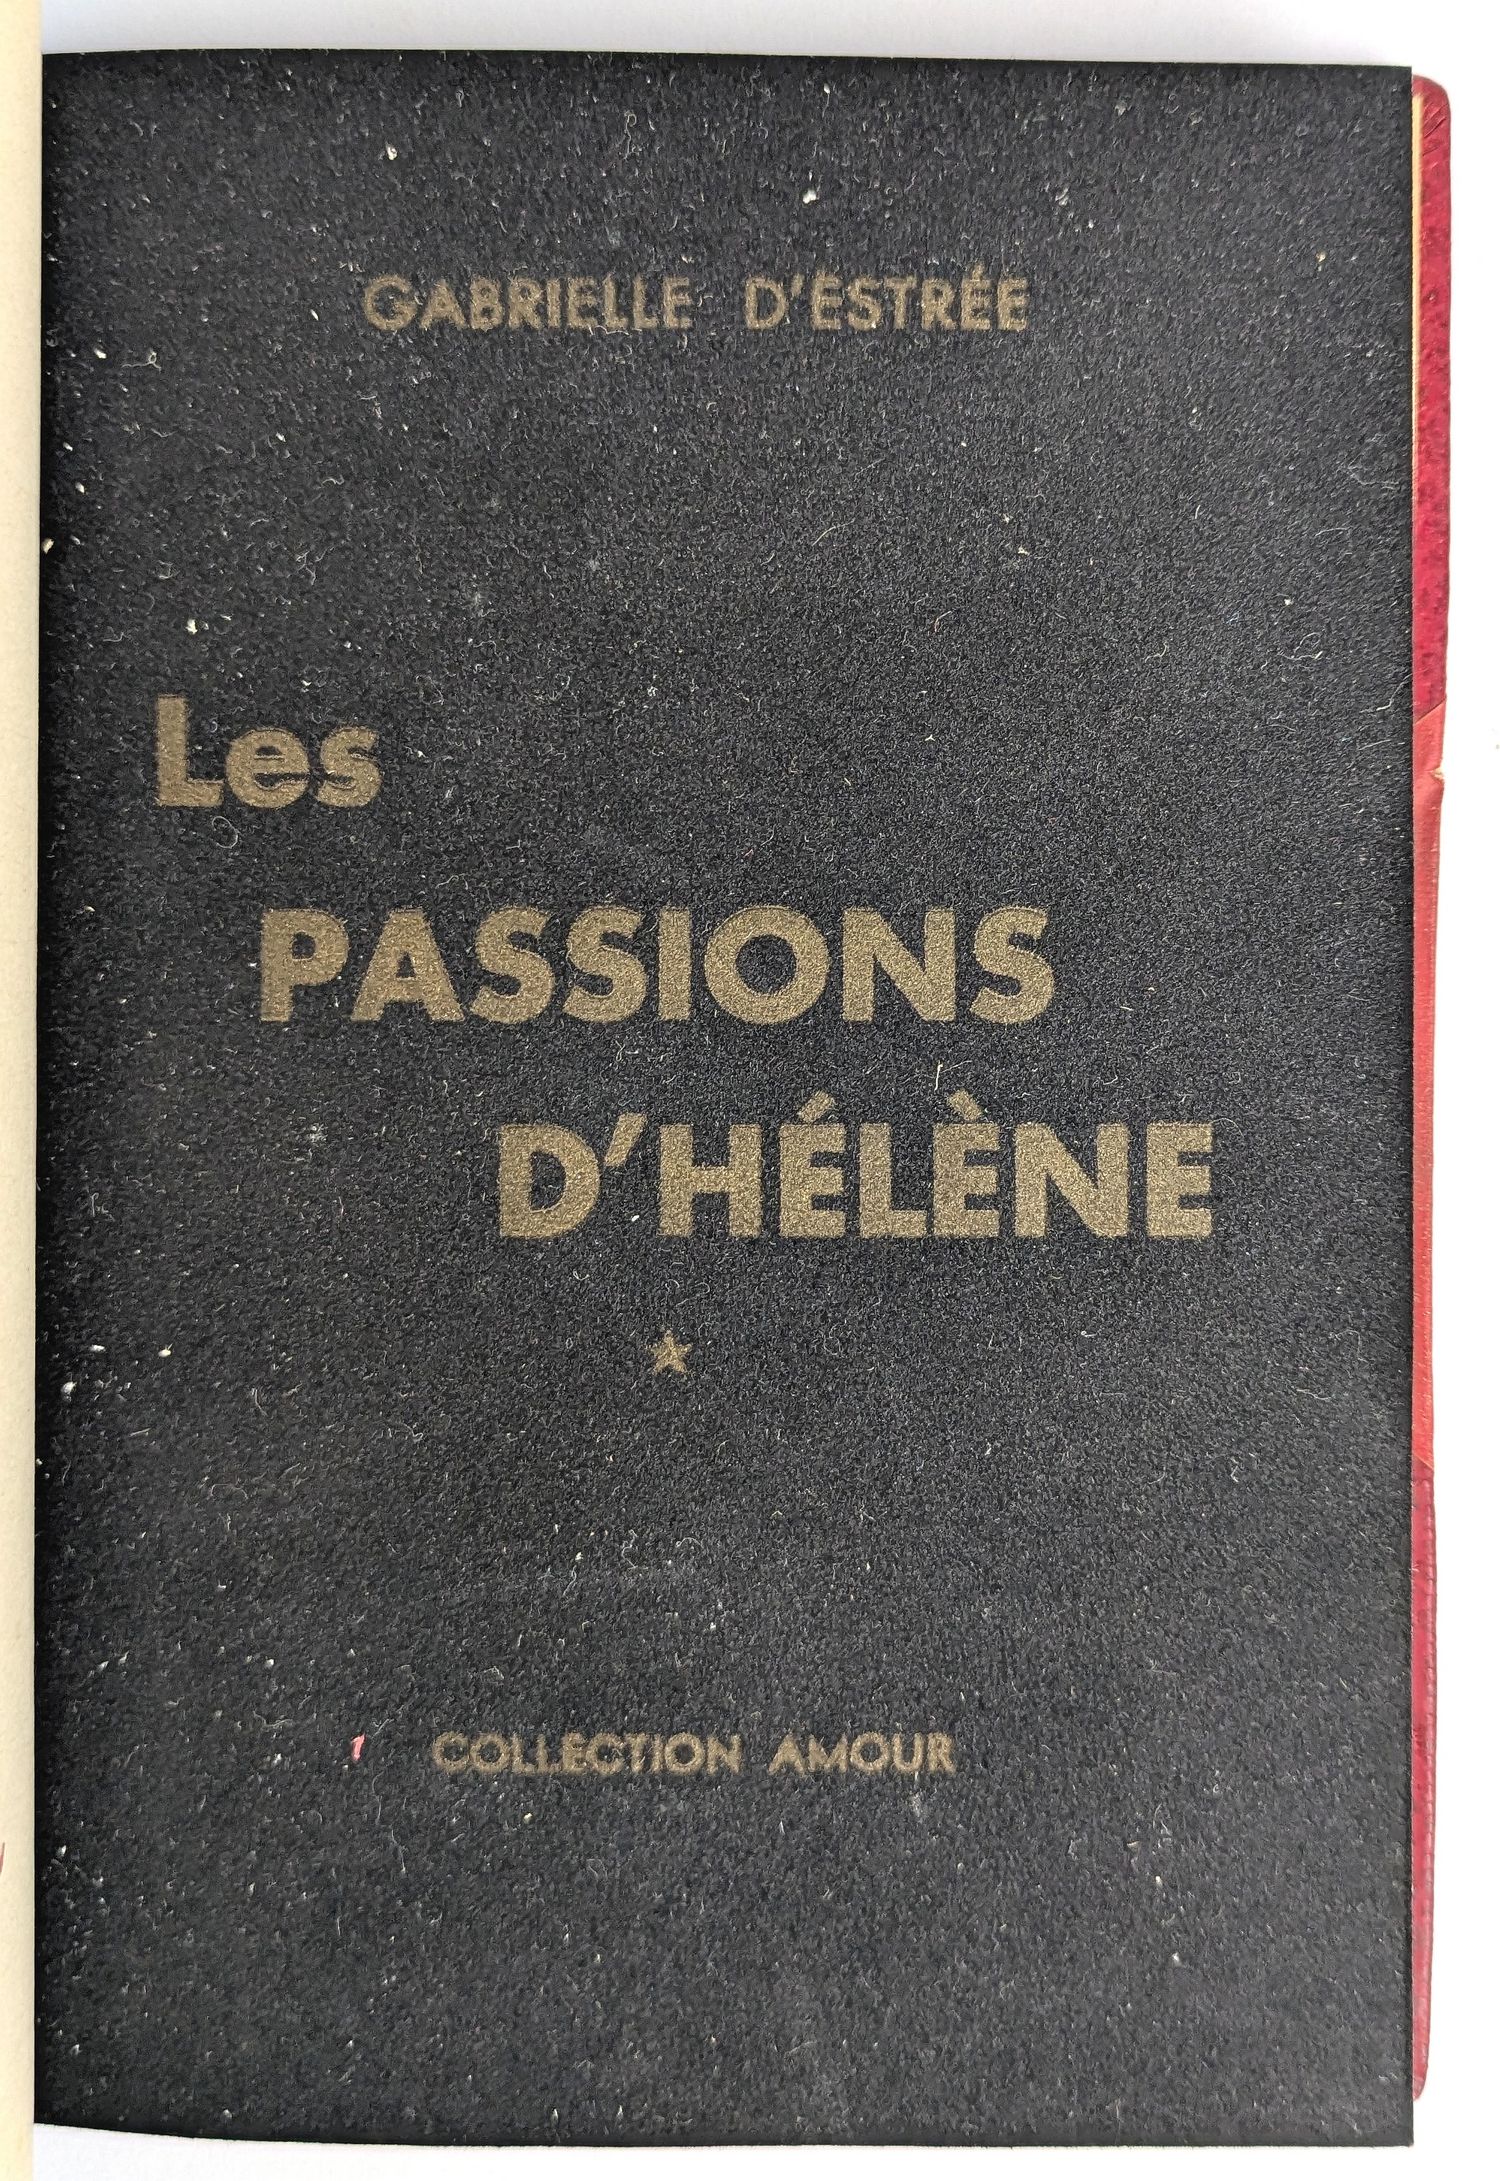 GABRIELLE D'ESTRÉE
Les
PASSIONS
D'HÉLÈNE
COLLECTION AMOUR